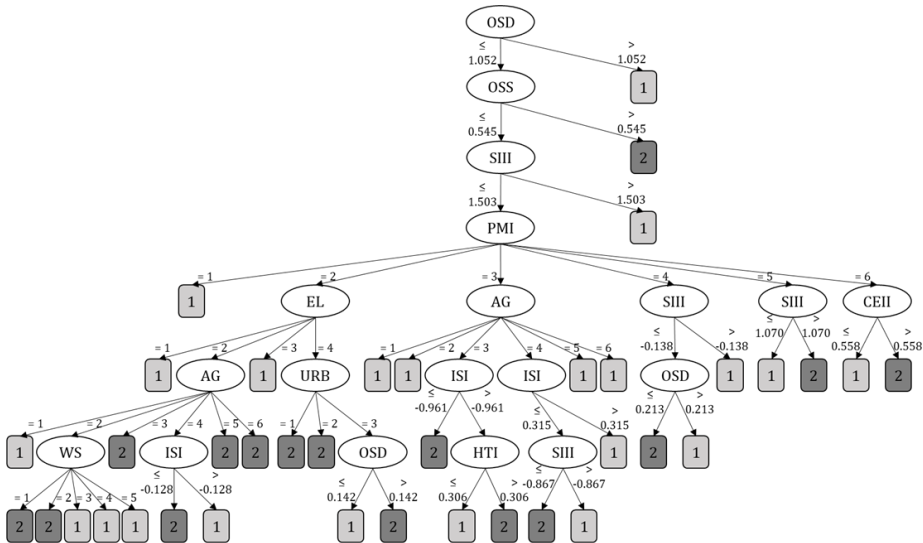 OSD
≤ >
1.052 1.052
OSS 1
≤ >
0.545 0.545
SIII 2
≤ >
1.503 1.503
PMI 1
= 1 = 2 = 3 = 4 = 5 = 6
1 EL AG SIII SIII CEII
= 1 = 2 = 3 = 4 = 1 = 2 = 3 = 4 = 5 = 6 ≤ > ≤ > ≤ >
-0.138 -0.138 1.070 1.070 0.558 0.558
1 AG 1 URB 1 1 ISI ISI 1 1 OSD 1 1 2 1 2
= 1 = 2 = 3 = 4 = 5 = 6 = 1 = 2 = 3 ≤ > ≤ > ≤ >
-0.961 -0.961 0.315 0.315 0.213 0.213
1 WS 2 ISI 2 2 2 2 OSD 2 HTI SIII 1 2 1
= 1 = 2 = 3 = 4 = 5 ≤ > ≤ > ≤ > ≤ >
-0.128 -0.128 0.142 0.142 0.306 0.306 -0.867 -0.867
2 2 1 1 1 2 1 1 2 1 2 2 1